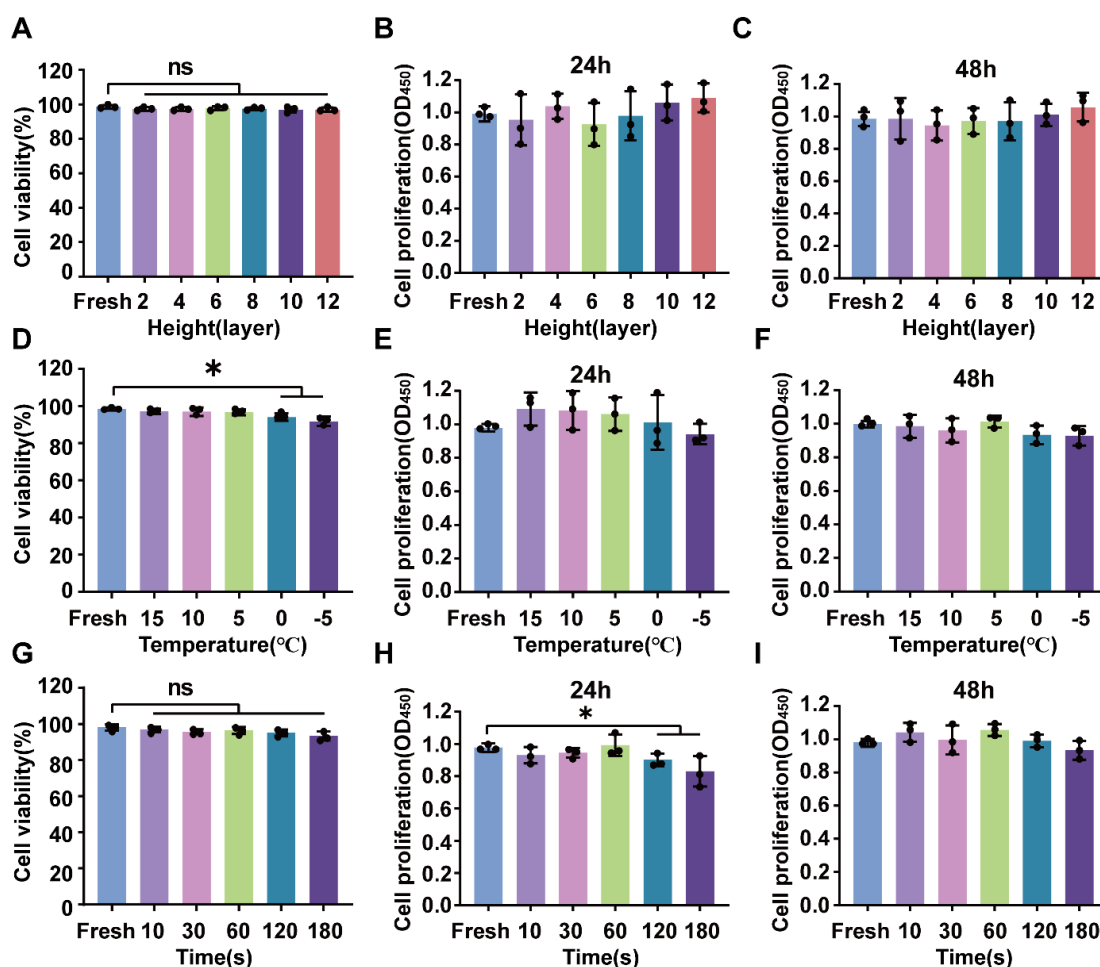 A
ns
Cell viability(%)
120
100
80
60
40
20
0
Fresh 2 4 6 8 10 12
Height(layer)
B
24h
Cell proliferation(OD450)
1.2
1.0
0.8
0.6
0.4
0.2
0.0
Fresh 2 4 6 8 10 12
Height(layer)
C
48h
Cell proliferation(OD450)
1.2
1.0
0.8
0.6
0.4
0.2
0.0
Fresh 2 4 6 8 10 12
Height(layer)
D
*
Cell viability(%)
120
100
80
60
40
20
0
Fresh 15 10 5 0 -5
Temperature(℃)
E
24h
Cell proliferation(OD450)
1.2
1.0
0.8
0.6
0.4
0.2
0.0
Fresh 15 10 5 0 -5
Temperature(℃)
F
48h
Cell proliferation(OD450)
1.2
1.0
0.8
0.6
0.4
0.2
0.0
Fresh 15 10 5 0 -5
Temperature(℃)
G
ns
Cell viability(%)
120
100
80
60
40
20
0
Fresh 10 30 60 120 180
Time(s)
H
24h
*
Cell proliferation(OD450)
1.2
1.0
0.8
0.6
0.4
0.2
0.0
Fresh 10 30 60 120 180
Time(s)
I
48h
Cell proliferation(OD450)
1.2
1.0
0.8
0.6
0.4
0.2
0.0
Fresh 10 30 60 120 180
Time(s)